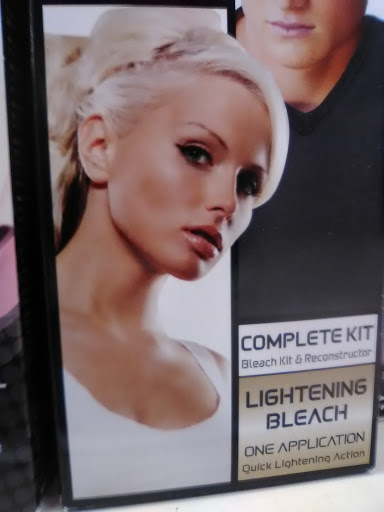 COMPLETE KIT
Bleach Kit & Reconstructor
LIGHTENING
BLEACH
ONE APPLICATION
Quick Lightening Action